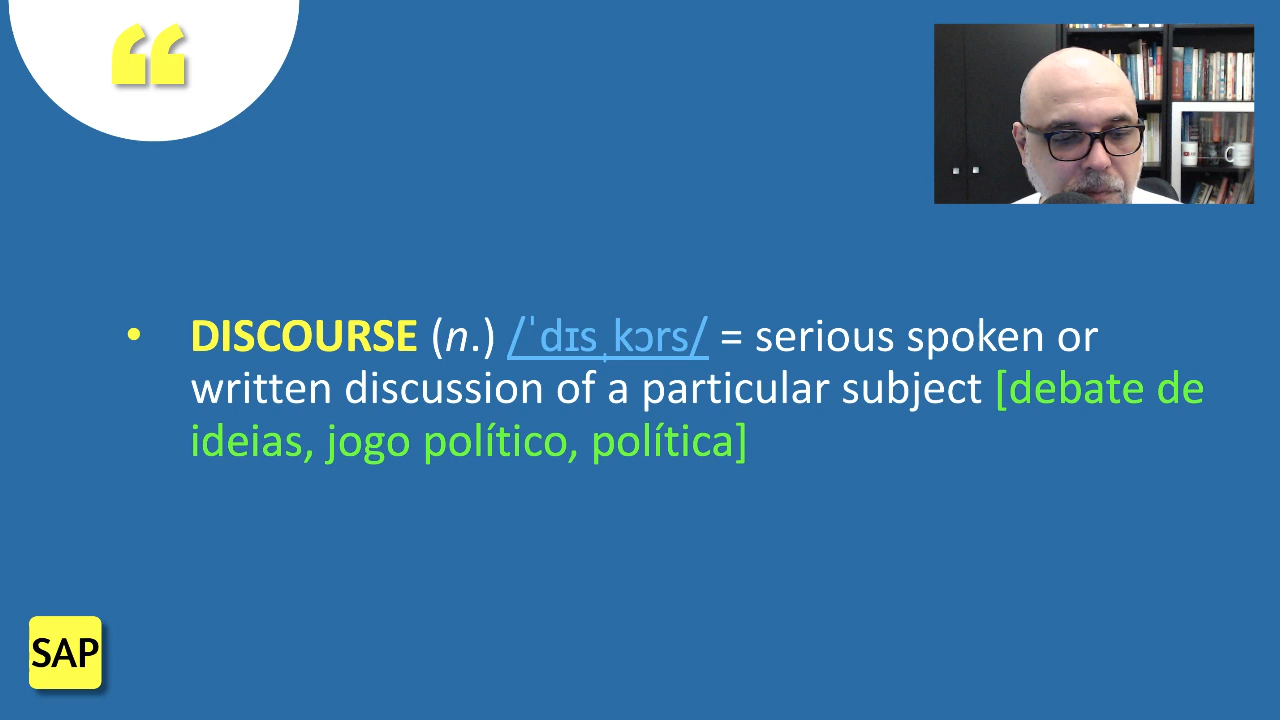 “
• DISCOURSE (n.) /ˈdɪsˌkɔrs/ = serious spoken or
written discussion of a particular subject [debate de
ideias, jogo político, política]
SAP